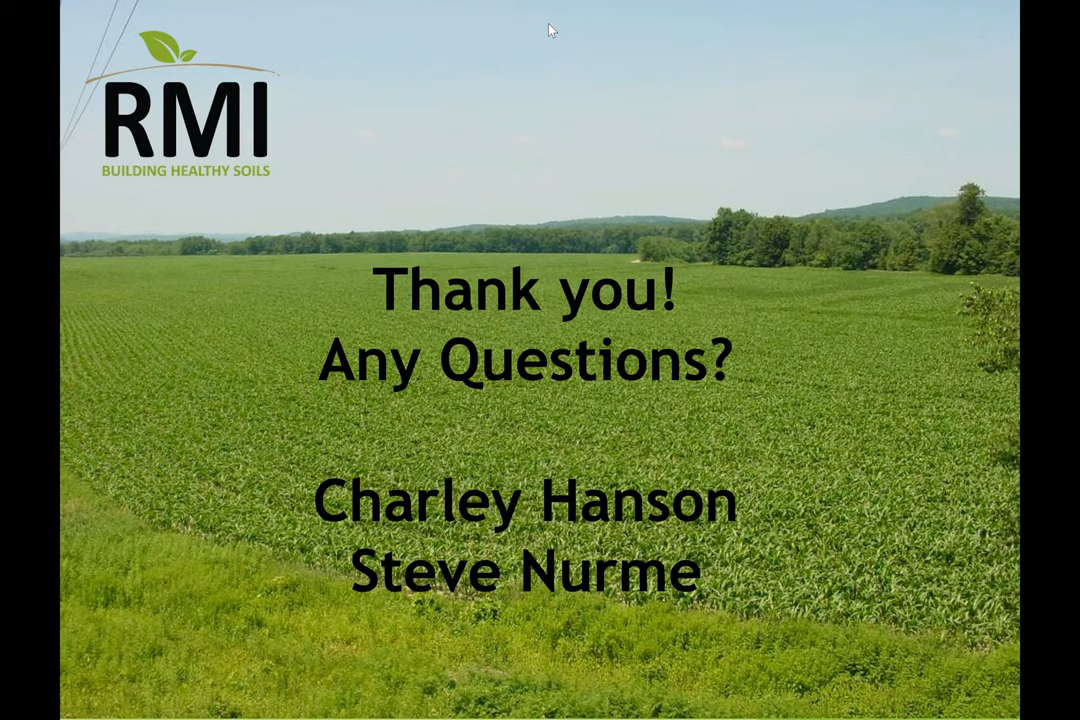 RMI
BUILDING HEALTHY SOILS
Thank you!
Any Questions?
Charley Hanson
Steve Nurme